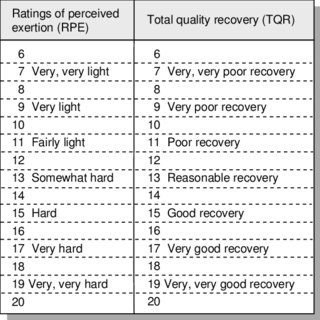 Ratings of perceived
exertion (RPE)
Total quality recovery (TQR)
6 6
7 Very, very light 7 Very, very poor recovery
8 8
9 Very light 9 Very poor recovery
10 10
11 Fairly light 11 Poor recovery
12 12
13 Somewhat hard 13 Reasonable recovery
14 14
15 Hard 15 Good recovery
16 16
17 Very hard 17 Very good recovery
18 18
19 Very, very hard 19 Very, very good recovery
20 20